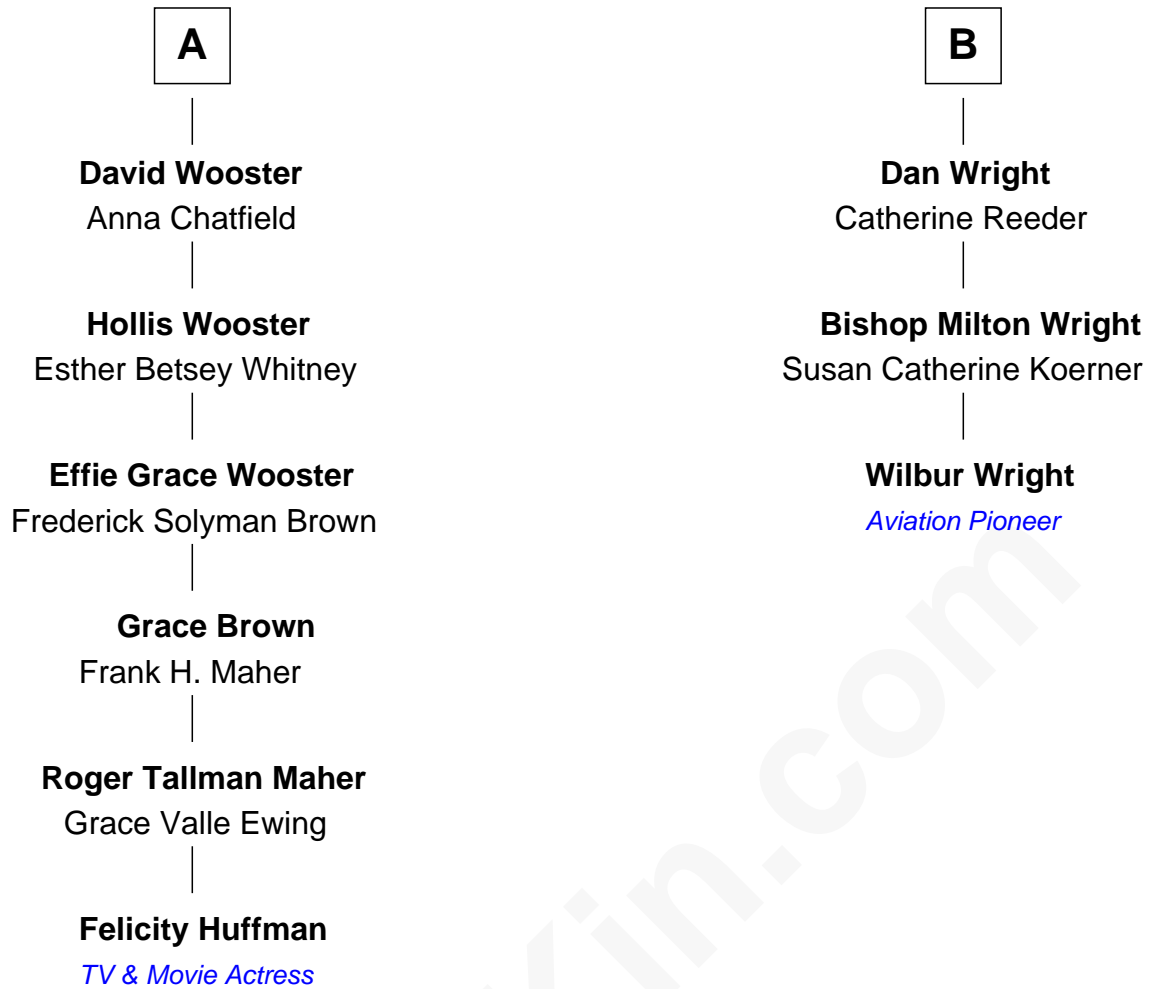 A
David Wooster
Anna Chatfield
Hollis Wooster
Esther Betsey Whitney
Effie Grace Wooster
Frederick Solyman Brown
Grace Brown
Frank H. Maher
Roger Tallman Maher
Grace Valle Ewing
Felicity Huffman
TV & Movie Actress
B
Dan Wright
Catherine Reeder
Bishop Milton Wright
Susan Catherine Koerner
Wilbur Wright
Aviation Pioneer
Kin.com